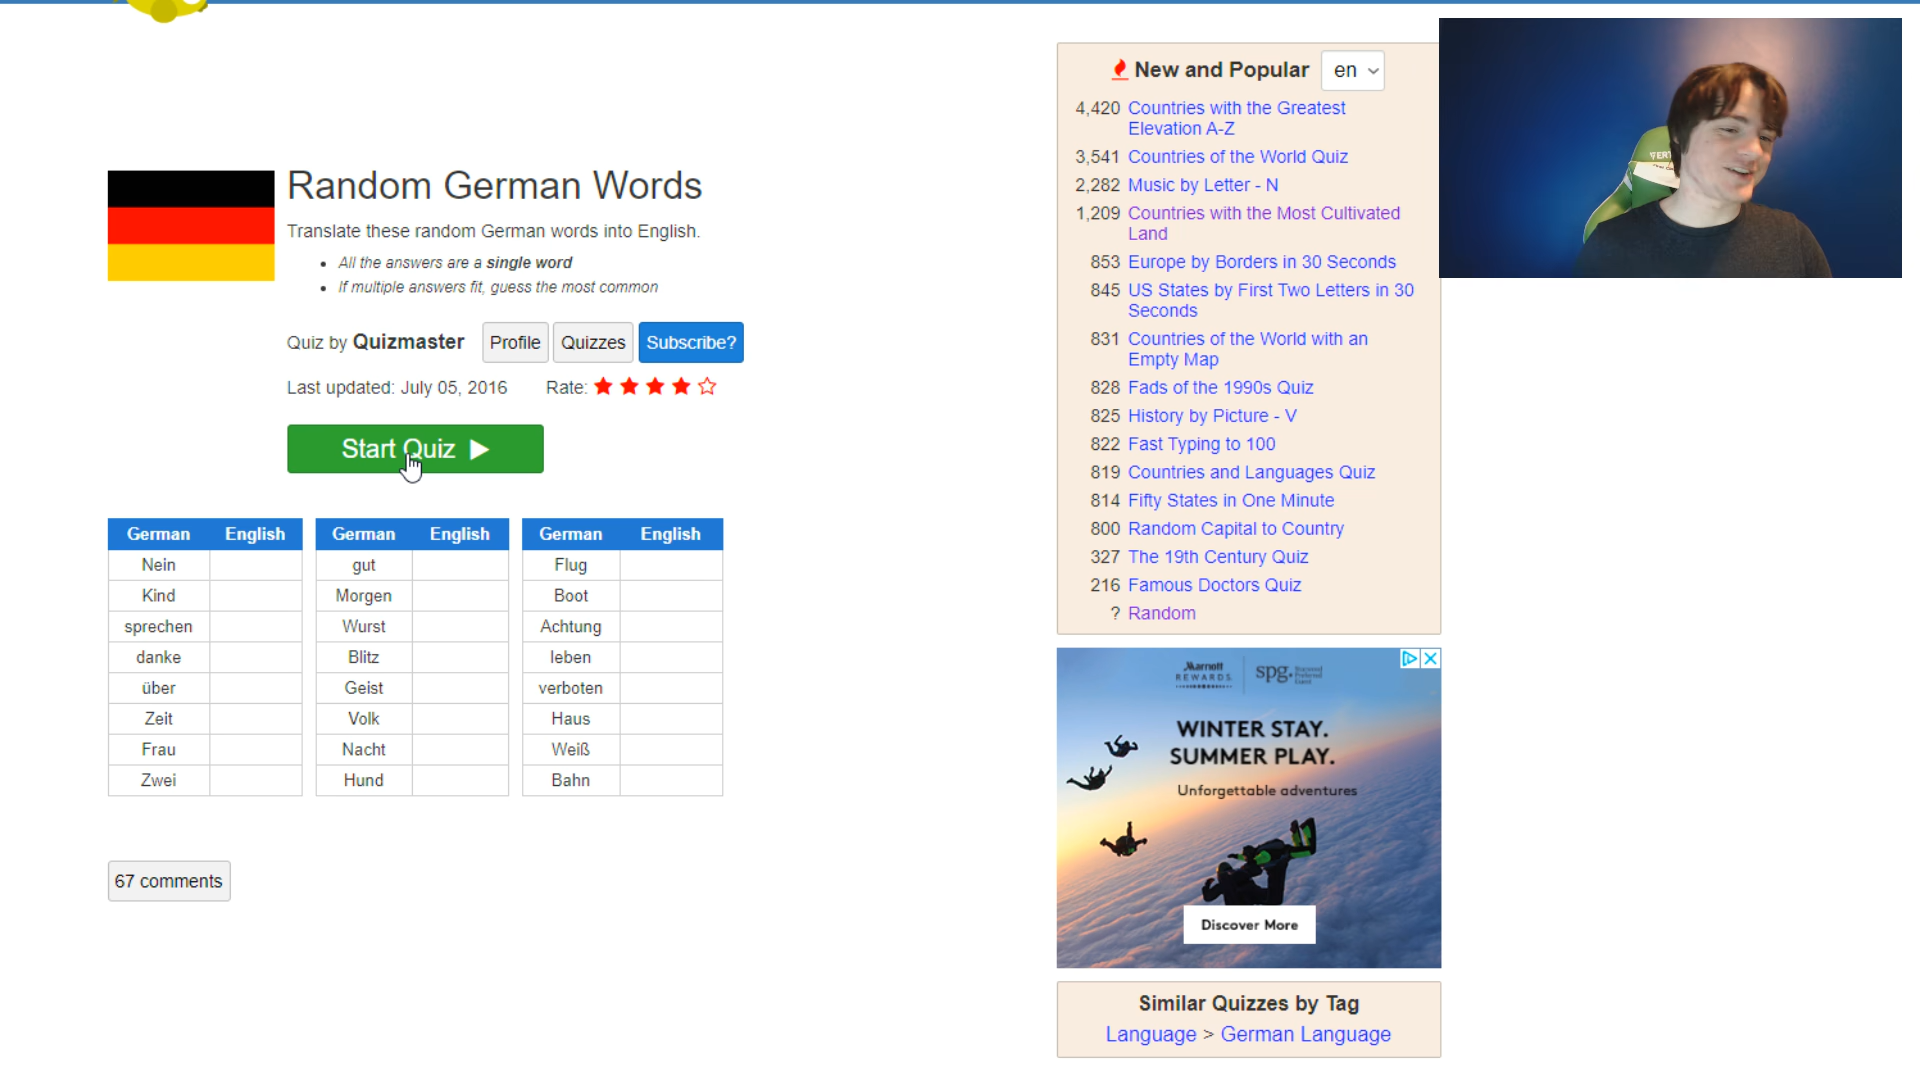 Random German Words
Translate these random German words into English.
All the answers are a single word
If multiple answers fit, guess the most common
Quiz by Quizmaster
Profile
Quizzes
Subscribe?
Last updated: July 05, 2016
Rate:
Start Quiz
German English
Nein
Kind
sprechen
danke
über
Zeit
Frau
Zwei
German English
gut
Morgen
Wurst
Blitz
Geist
Volk
Nacht
Hund
German English
Flug
Boot
Achtung
leben
verboten
Haus
Weiß
Bahn
67 comments
New and Popular en
4,420 Countries with the Greatest
Elevation A-Z
3,541 Countries of the World Quiz
2,282 Music by Letter - N
1,209 Countries with the Most Cultivated
Land
853 Europe by Borders in 30 Seconds
845 US States by First Two Letters in 30
Seconds
831 Countries of the World with an
Empty Map
828 Fads of the 1990s Quiz
825 History by Picture - V
822 Fast Typing to 100
819 Countries and Languages Quiz
814 Fifty States in One Minute
800 Random Capital to Country
327 The 19th Century Quiz
216 Famous Doctors Quiz
? Random
Marriott
REWARDS
spg.
WINTER STAY.
SUMMER PLAY.
Unforgettable adventures
Discover More
Similar Quizzes by Tag
Language > German Language